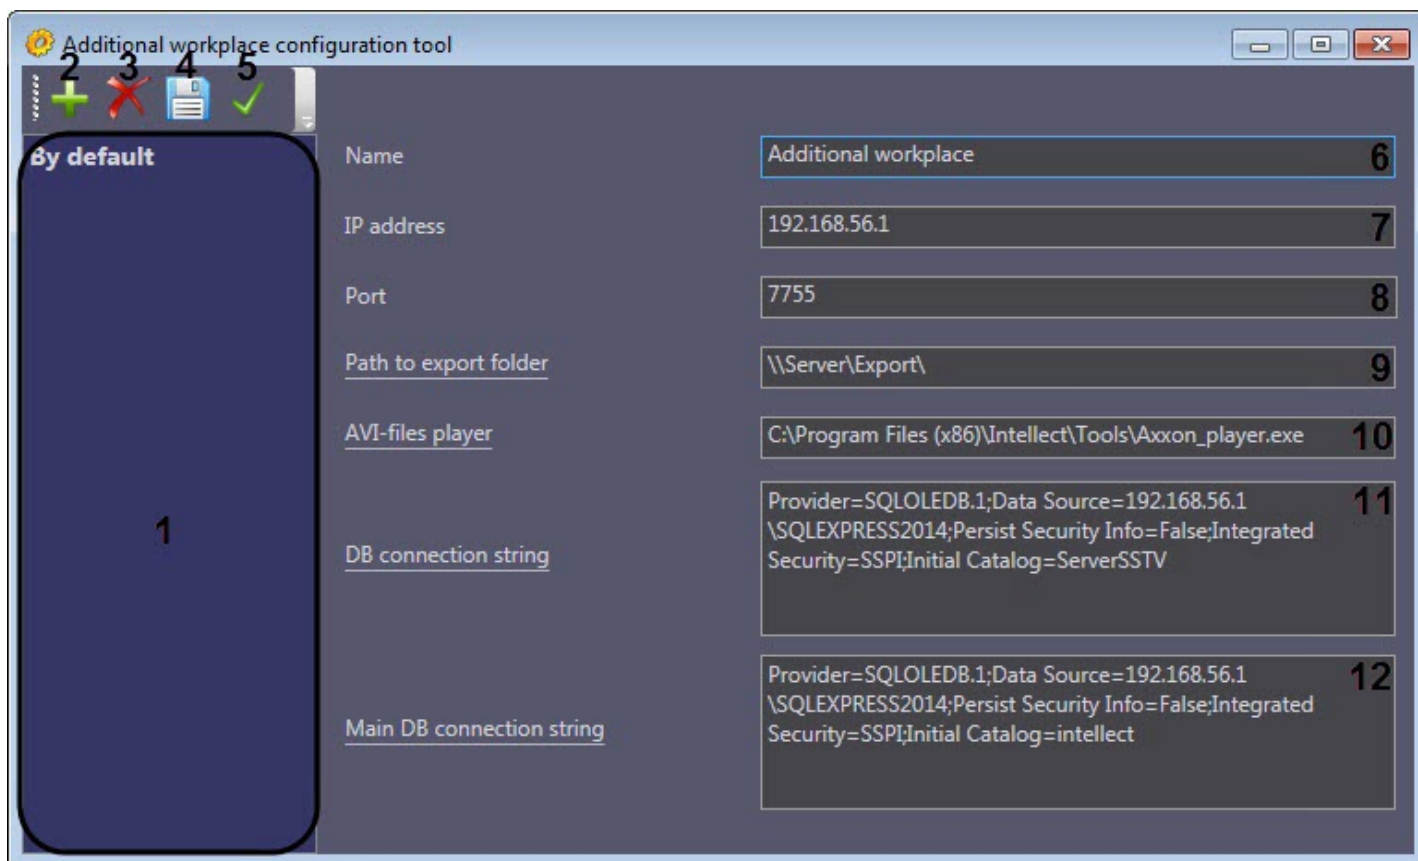 Additional workplace configuration tool
2 3 4 5
By default
1
Name
Additional workplace
6
IP address
192.168.56.1
7
Port
7755
8
Path to export folder
\\Server\Export\
9
AVI-files player
C:\Program Files (x86)\Intellect\Tools\Axxon_player.exe
10
DB connection string
Provider=SQLOLEDB.1;Data Source=192.168.56.1
\SQLEXPRESS2014;Persist Security Info=False;Integrated
Security=SSPI;Initial Catalog=ServerSSTV
11
Main DB connection string
Provider=SQLOLEDB.1;Data Source=192.168.56.1
\SQLEXPRESS2014;Persist Security Info=False;Integrated
Security=SSPI;Initial Catalog=intellect
12